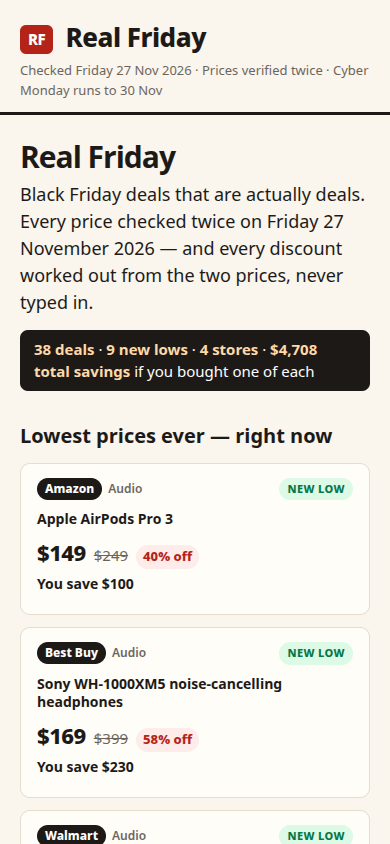 RF Real Friday
Checked Friday 27 Nov 2026 · Prices verified twice · Cyber
Monday runs to 30 Nov
Real Friday
Black Friday deals that are actually deals.
Every price checked twice on Friday 27
November 2026 — and every discount
worked out from the two prices, never
typed in.
38 deals · 9 new lows · 4 stores · $4,708
total savings if you bought one of each
Lowest prices ever — right now
Amazon Audio NEW LOW
Apple AirPods Pro 3
$149 $249 40% off
You save $100
Best Buy Audio NEW LOW
Sony WH-1000XM5 noise-cancelling
headphones
$169 $399 58% off
You save $230
Walmart Audio NEW LOW